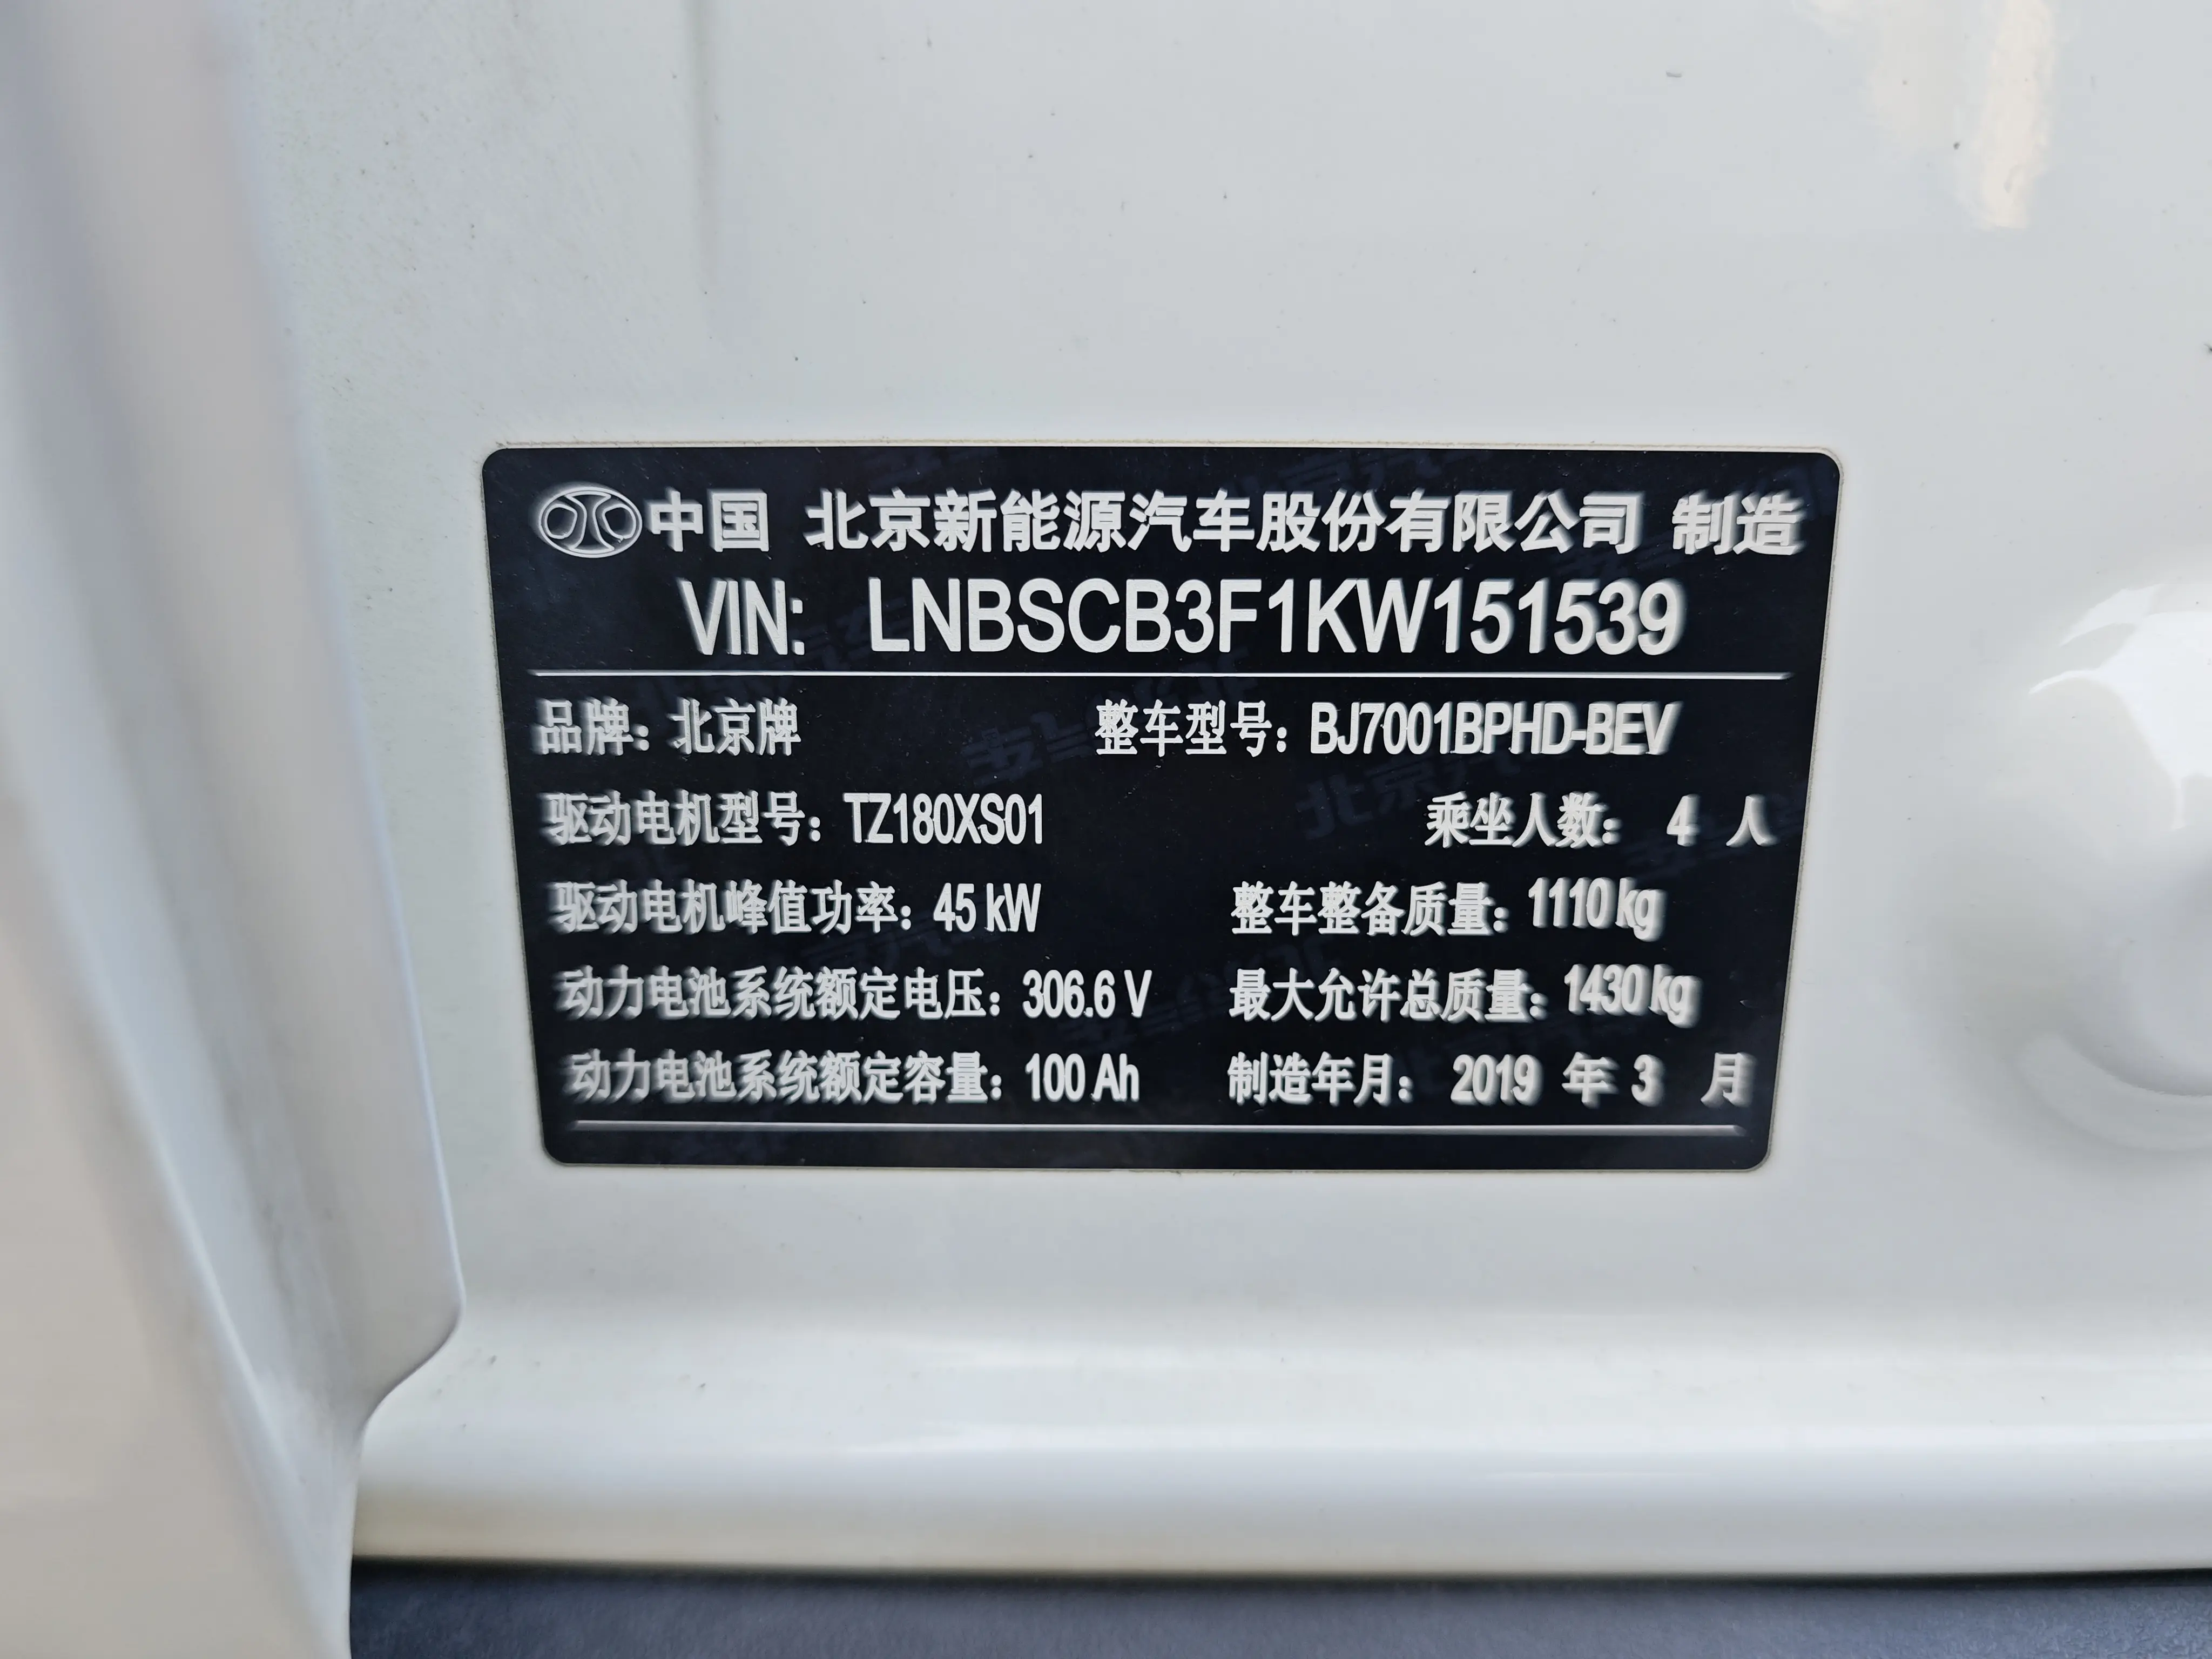 中国 北京新能源汽车股份有限公司 制造
VIN: LNBSCB3F1KW151539
品牌：北京牌 整车型号：BJ7001BPHD-BEV
驱动电机型号：TZ180XS01 乘坐人数： 4 人
驱动电机峰值功率：45 kW 整车整备质量：1110 kg
动力电池系统额定电压：306.6 V 最大允许总质量：1430 kg
动力电池系统额定容量：100 Ah 制造年月： 2019 年 3 月